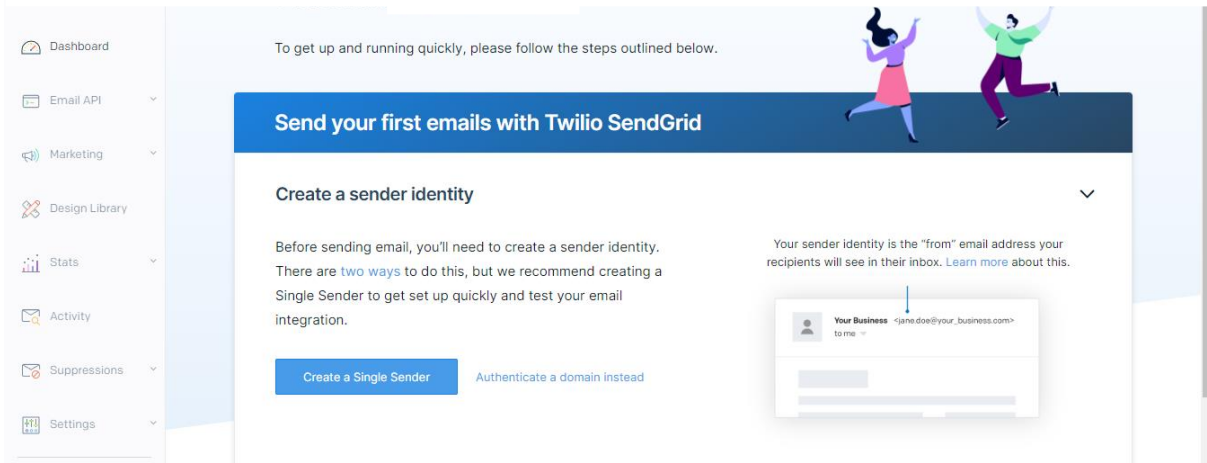 Dashboard
Email API
Marketing
Design Library
Stats
Activity
Suppressions
Settings
To get up and running quickly, please follow the steps outlined below.
Send your first emails with Twilio SendGrid
Create a sender identity
Before sending email, you'll need to create a sender identity.
There are two ways to do this, but we recommend creating a
Single Sender to get set up quickly and test your email
integration.
Create a Single Sender
Authenticate a domain instead
Your sender identity is the "from" email address your
recipients will see in their inbox. Learn more about this.
Your Business <jane.doe@your_business.com>
to me